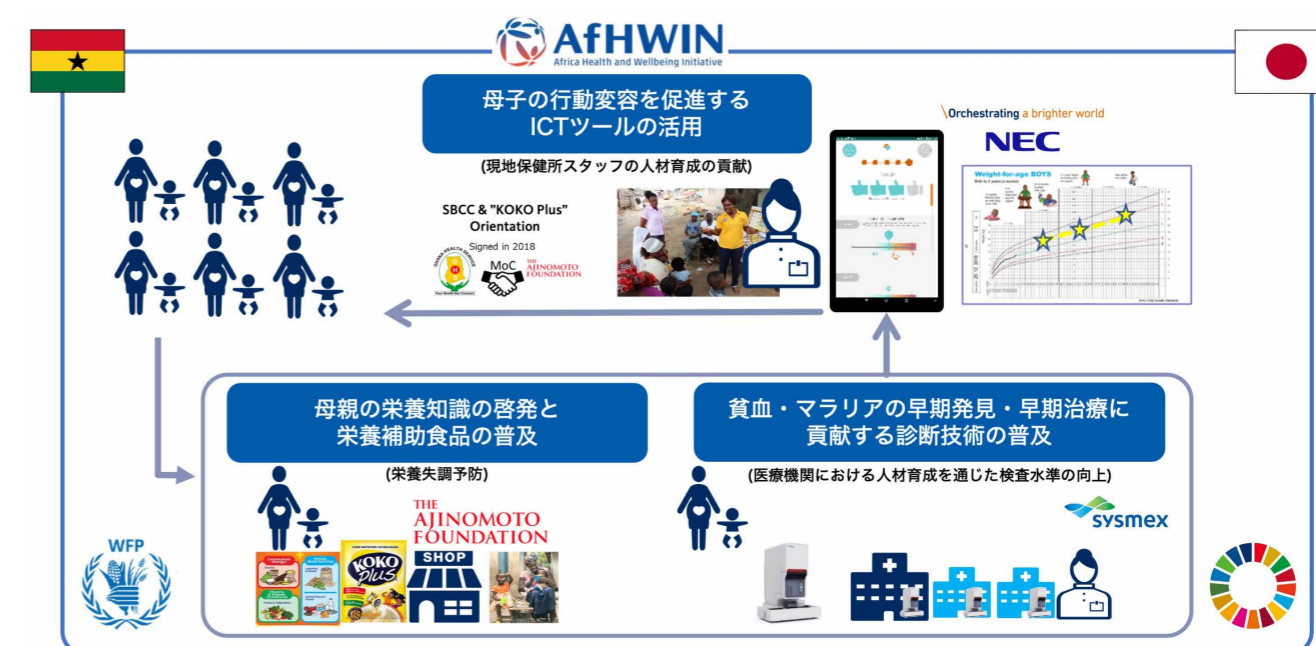 AfHWIN
Africa Health and Wellbeing Initiative
母子の行動変容を促進する
ICTツールの活用
(現地保健所スタッフの人材育成の貢献)
SBCC & "KOKO Plus"
Orientation
Signed in 2018
GHANA HEALTH SERVICE
Your Health Our Concern
MoC
THE
AJINOMOTO
FOUNDATION
\Orchestrating a brighter world
NEC
Weight-for-age BOYS
母親の栄養知識の啓発と
栄養補助食品の普及
(栄養失調予防)
THE
AJINOMOTO
FOUNDATION
KOKO
Plus
SHOP
貧血・マラリアの早期発見・早期治療に
貢献する診断技術の普及
(医療機関における人材育成を通じた検査水準の向上)
sysmex
WFP